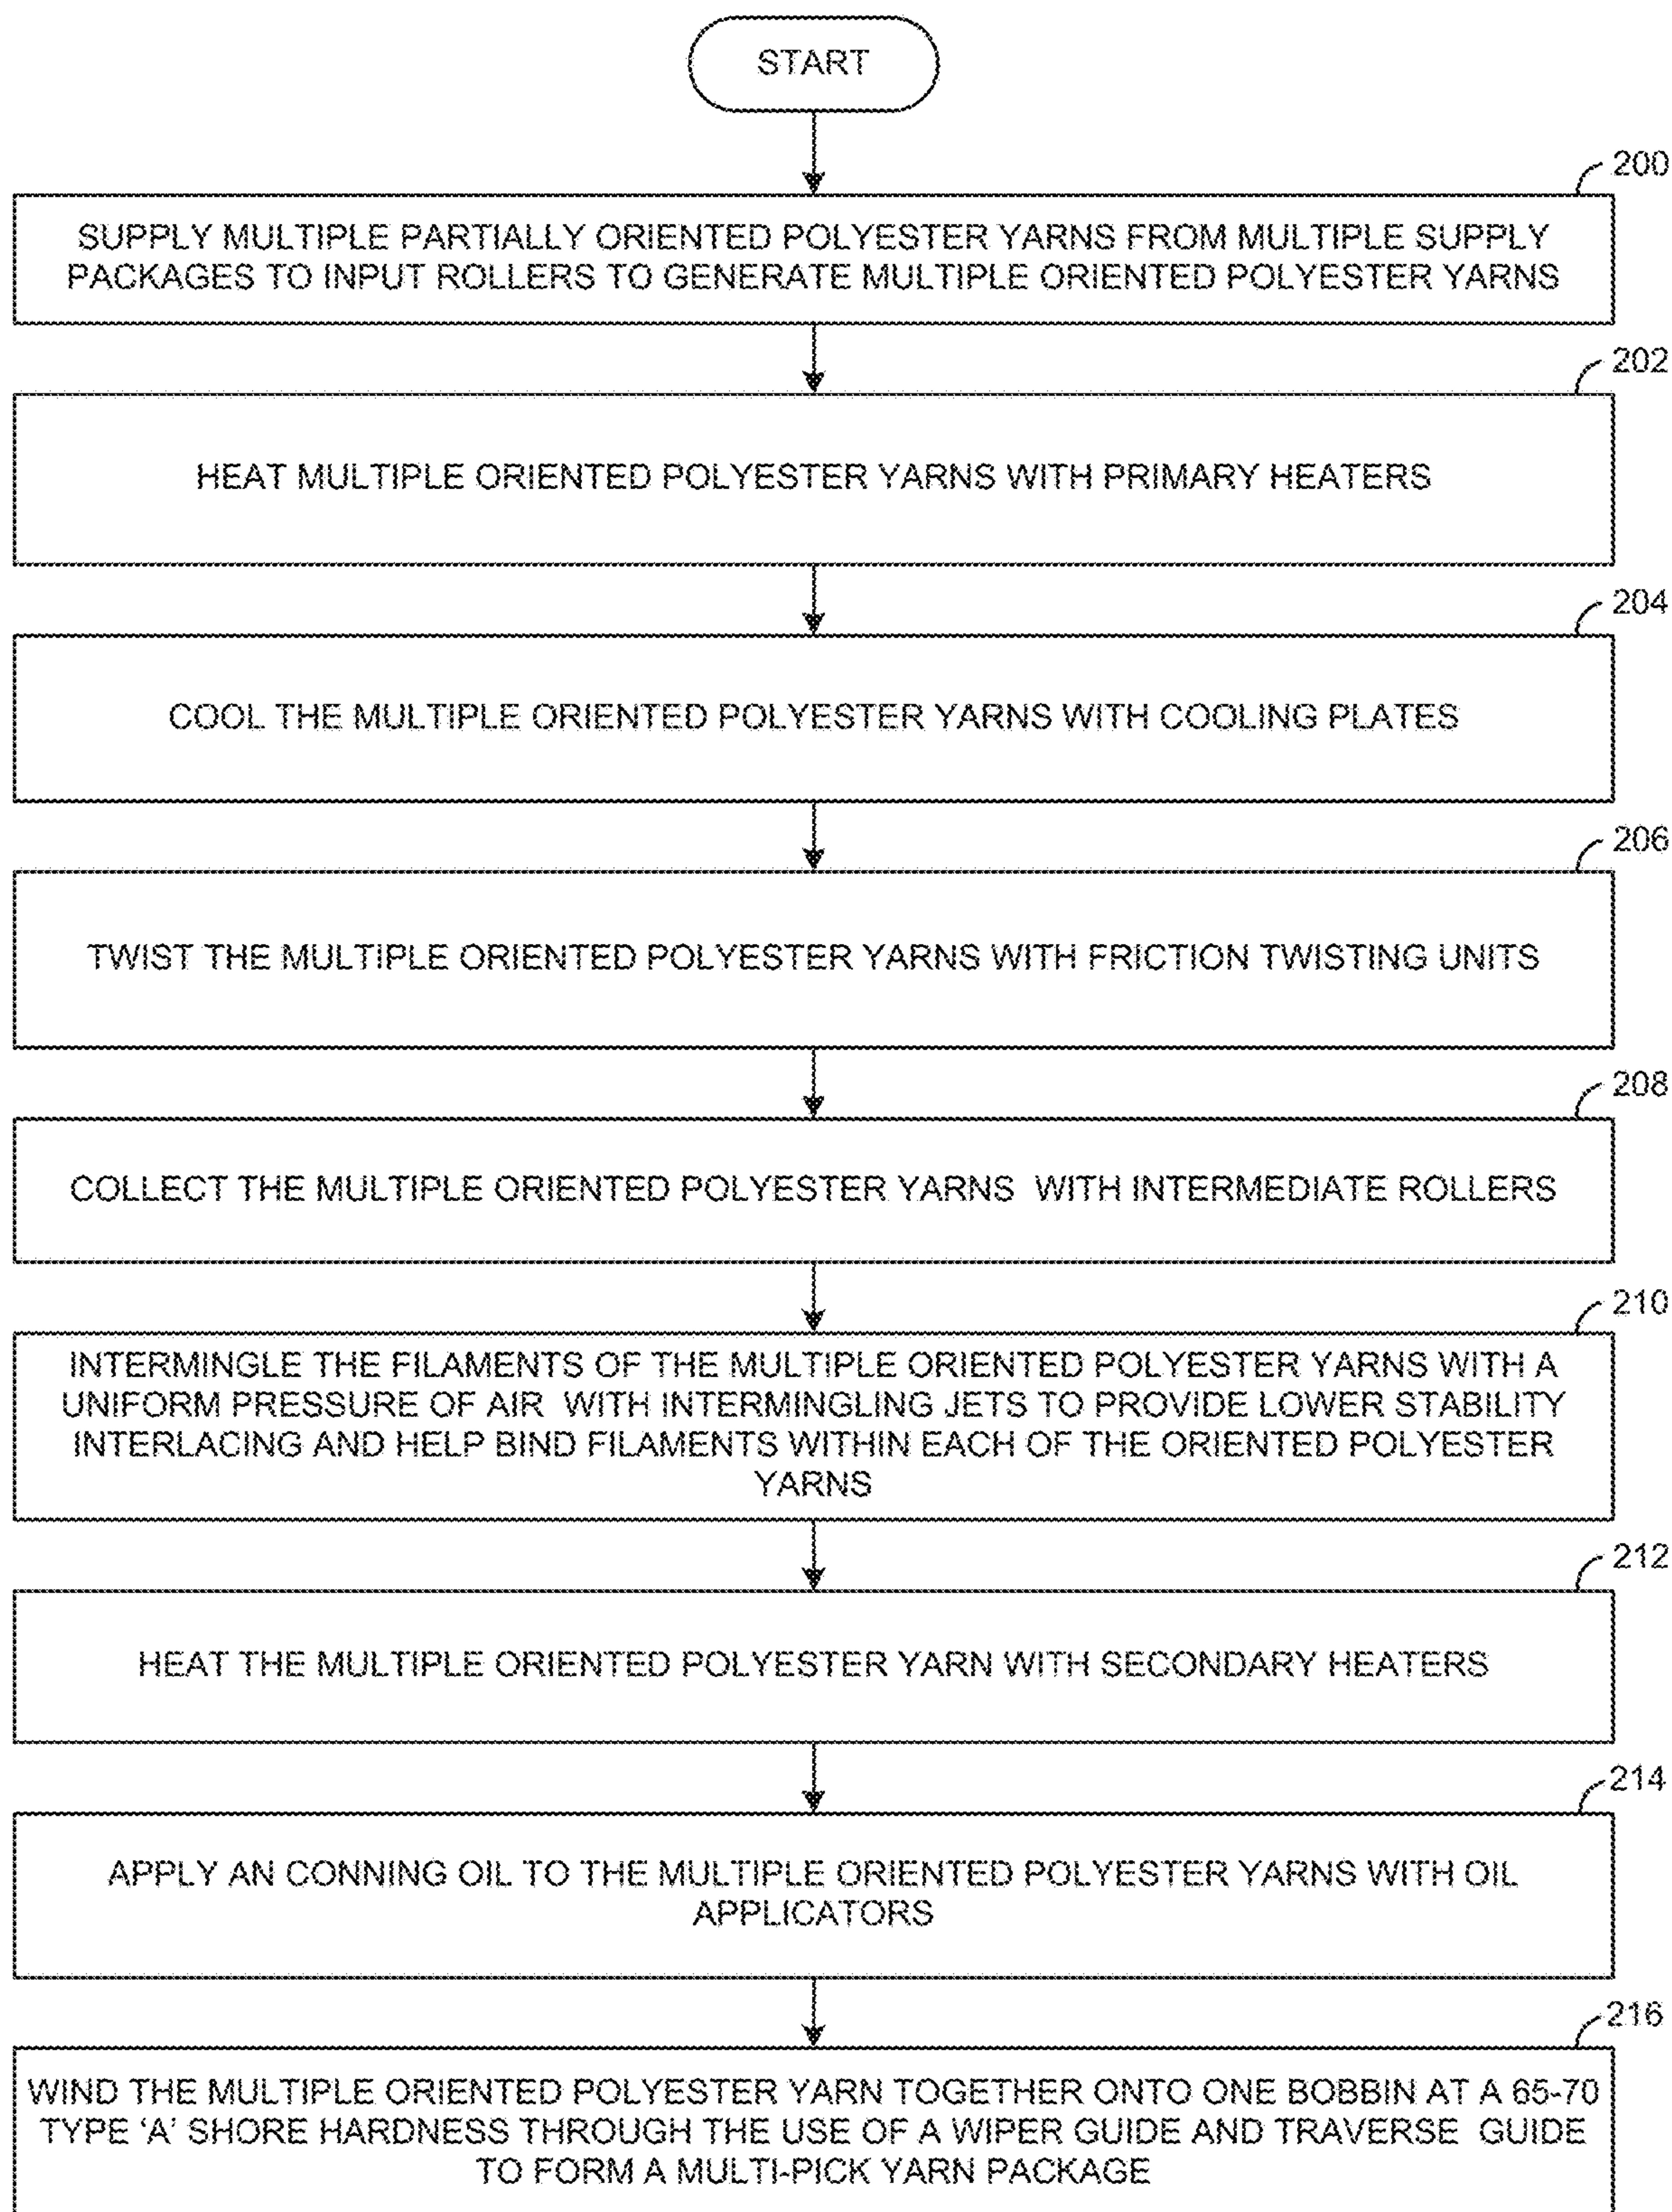 START
200
SUPPLY MULTIPLE PARTIALLY ORIENTED POLYESTER YARNS FROM MULTIPLE SUPPLY
PACKAGES TO INPUT ROLLERS TO GENERATE MULTIPLE ORIENTED POLYESTER YARNS
202
HEAT MULTIPLE ORIENTED POLYESTER YARNS WITH PRIMARY HEATERS
204
COOL THE MULTIPLE ORIENTED POLYESTER YARNS WITH COOLING PLATES
206
TWIST THE MULTIPLE ORIENTED POLYESTER YARNS WITH FRICTION TWISTING UNITS
208
COLLECT THE MULTIPLE ORIENTED POLYESTER YARNS WITH INTERMEDIATE ROLLERS
210
INTERMINGLE THE FILAMENTS OF THE MULTIPLE ORIENTED POLYESTER YARNS WITH A
UNIFORM PRESSURE OF AIR WITH INTERMINGLING JETS TO PROVIDE LOWER STABILITY
INTERLACING AND HELP BIND FILAMENTS WITHIN EACH OF THE ORIENTED POLYESTER
YARNS
212
HEAT THE MULTIPLE ORIENTED POLYESTER YARN WITH SECONDARY HEATERS
214
APPLY AN CONNING OIL TO THE MULTIPLE ORIENTED POLYESTER YARNS WITH OIL
APPLICATORS
216
WIND THE MULTIPLE ORIENTED POLYESTER YARN TOGETHER ONTO ONE BOBBIN AT A 65-70
TYPE ‘A’ SHORE HARDNESS THROUGH THE USE OF A WIPER GUIDE AND TRAVERSE GUIDE
TO FORM A MULTI-PICK YARN PACKAGE